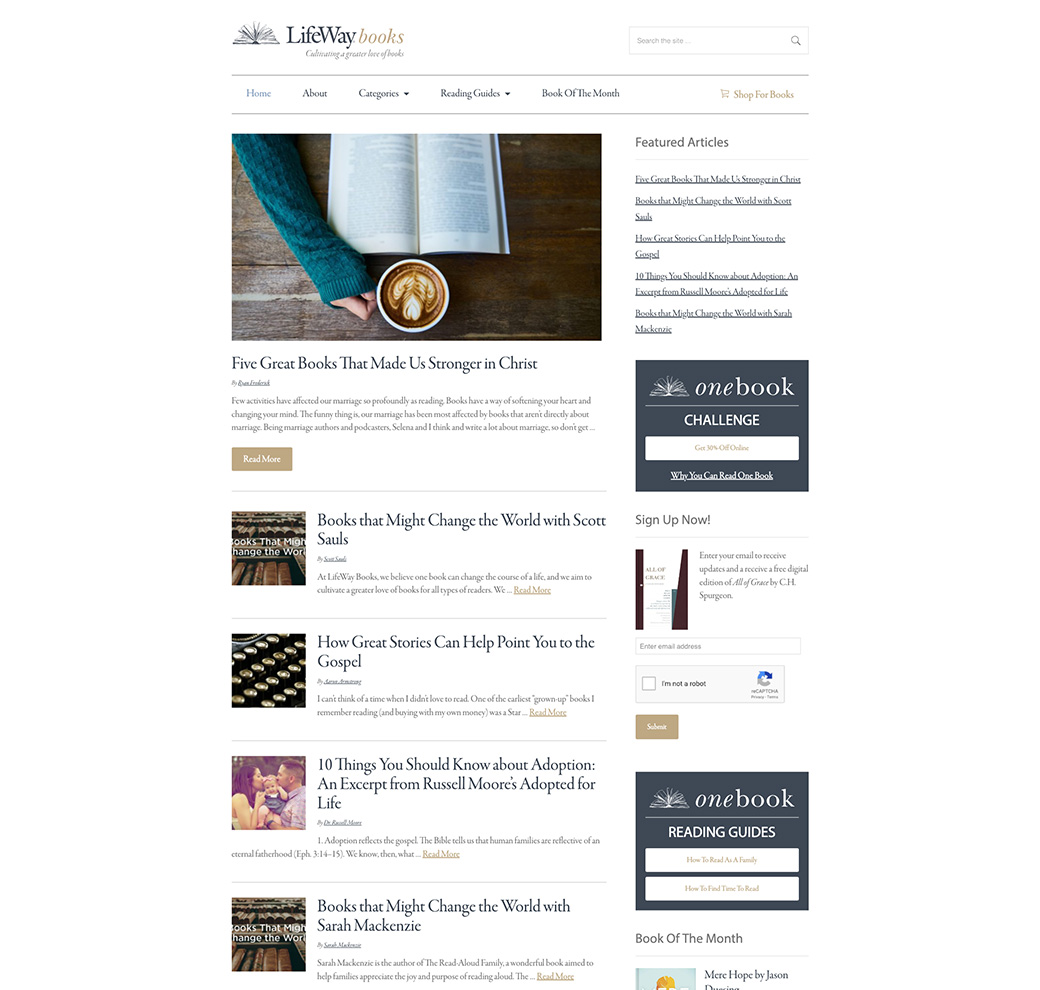 LifeWay books
Cultivating a greater love of books
Search the site ...
Home
About
Categories
Reading Guides
Book Of The Month
Shop For Books
Five Great Books That Made Us Stronger in Christ
By Ryan Frederick
Few activities have affected our marriage so profoundly as reading. Books have a way of softening your heart and
changing your mind. The funny thing is, our marriage has been most affected by books that aren't directly about
marriage. Being marriage authors and podcasters, Selena and I think and write a lot about marriage, so don't get ...
Read More
Books That Migh
hange the Worl
Books that Might Change the World with Scott
Sauls
By Scott Sauls
At LifeWay Books, we believe one book can change the course of a life, and we aim to
cultivate a greater love of books for all types of readers. We ... Read More
How Great Stories Can Help Point You to the
Gospel
By Aaron Armstrong
I can't think of a time when I didn't love to read. One of the earliest "grown-up" books I
remember reading (and buying with my own money) was a Star ... Read More
10 Things You Should Know about Adoption:
An Excerpt from Russell Moore's Adopted for
Life
By Dr. Russell Moore
1. Adoption reflects the gospel. The Bible tells us that human families are reflective of an
eternal fatherhood (Eph. 3:14–15). We know, then, what ... Read More
Books That Migh
hange the Worl
Books that Might Change the World with
Sarah Mackenzie
By Sarah Mackenzie
Sarah Mackenzie is the author of The Read-Aloud Family, a wonderful book aimed to
help families appreciate the joy and purpose of reading aloud. The ... Read More
Featured Articles
Five Great Books That Made Us Stronger in Christ
Books that Might Change the World with Scott
Sauls
How Great Stories Can Help Point You to the
Gospel
10 Things You Should Know about Adoption: An
Excerpt from Russell Moore's Adopted for Life
Books that Might Change the World with Sarah
Mackenzie
onebook
CHALLENGE
Get 30% Off Online
Why You Can Read One Book
Sign Up Now!
ALL OF
GRACE
Enter your email to receive
updates and a receive a free digital
edition of All of Grace by C.H.
Spurgeon.
Enter email address
I'm not a robot
reCAPTCHA
Privacy - Terms
Submit
onebook
READING GUIDES
How To Read As A Family
How To Find Time To Read
Book Of The Month
Mere Hope by Jason
Duesing